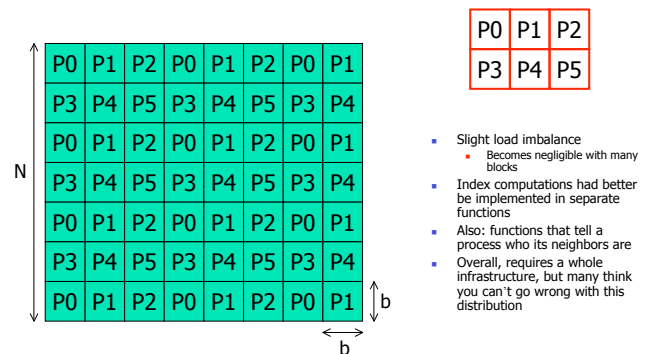 P0 P1 P2 P0 P1 P2 P0 P1
P3 P4 P5 P3 P4 P5 P3 P4
P0 P1 P2 P0 P1 P2 P0 P1
P3 P4 P5 P3 P4 P5 P3 P4
P0 P1 P2 P0 P1 P2 P0 P1
P3 P4 P5 P3 P4 P5 P3 P4
P0 P1 P2 P0 P1 P2 P0 P1
N
b
b
P0 P1 P2
P3 P4 P5
Slight load imbalance
Becomes negligible with many
blocks
Index computations had better
be implemented in separate
functions
Also: functions that tell a
process who its neighbors are
Overall, requires a whole
infrastructure, but many think
you can't go wrong with this
distribution